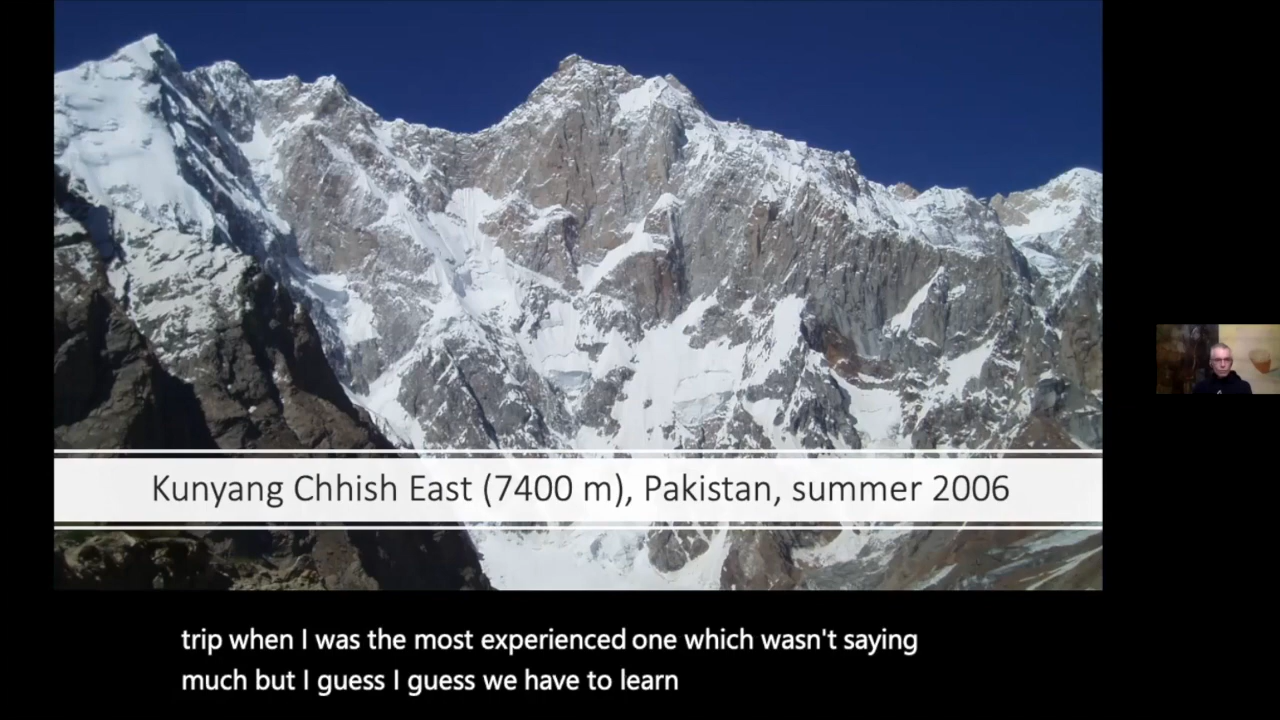 Kunyang Chhish East (7400 m), Pakistan, summer 2006
trip when I was the most experienced one which wasn't saying
much but I guess I guess we have to learn